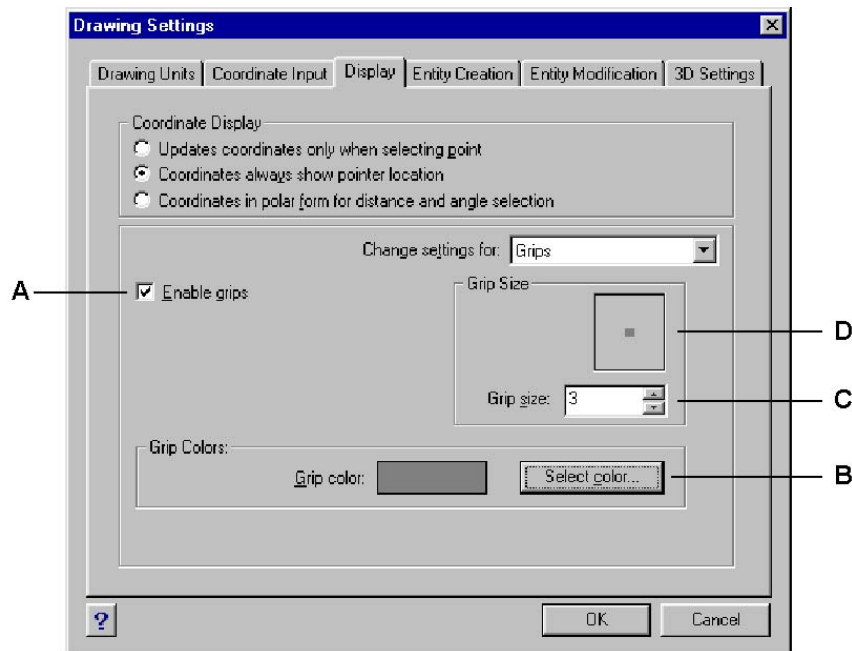 Drawing Settings
Drawing Units Coordinate Input Display Entity Creation Entity Modification 3D Settings
Coordinate Display
Updates coordinates only when selecting point
Coordinates always show pointer location
Coordinates in polar form for distance and angle selection
Change settings for: Grips
A Enable grips
Grip Size
D
Grip size: 3 C
Grip Colors:
Grip color: Select color... B
? OK Cancel